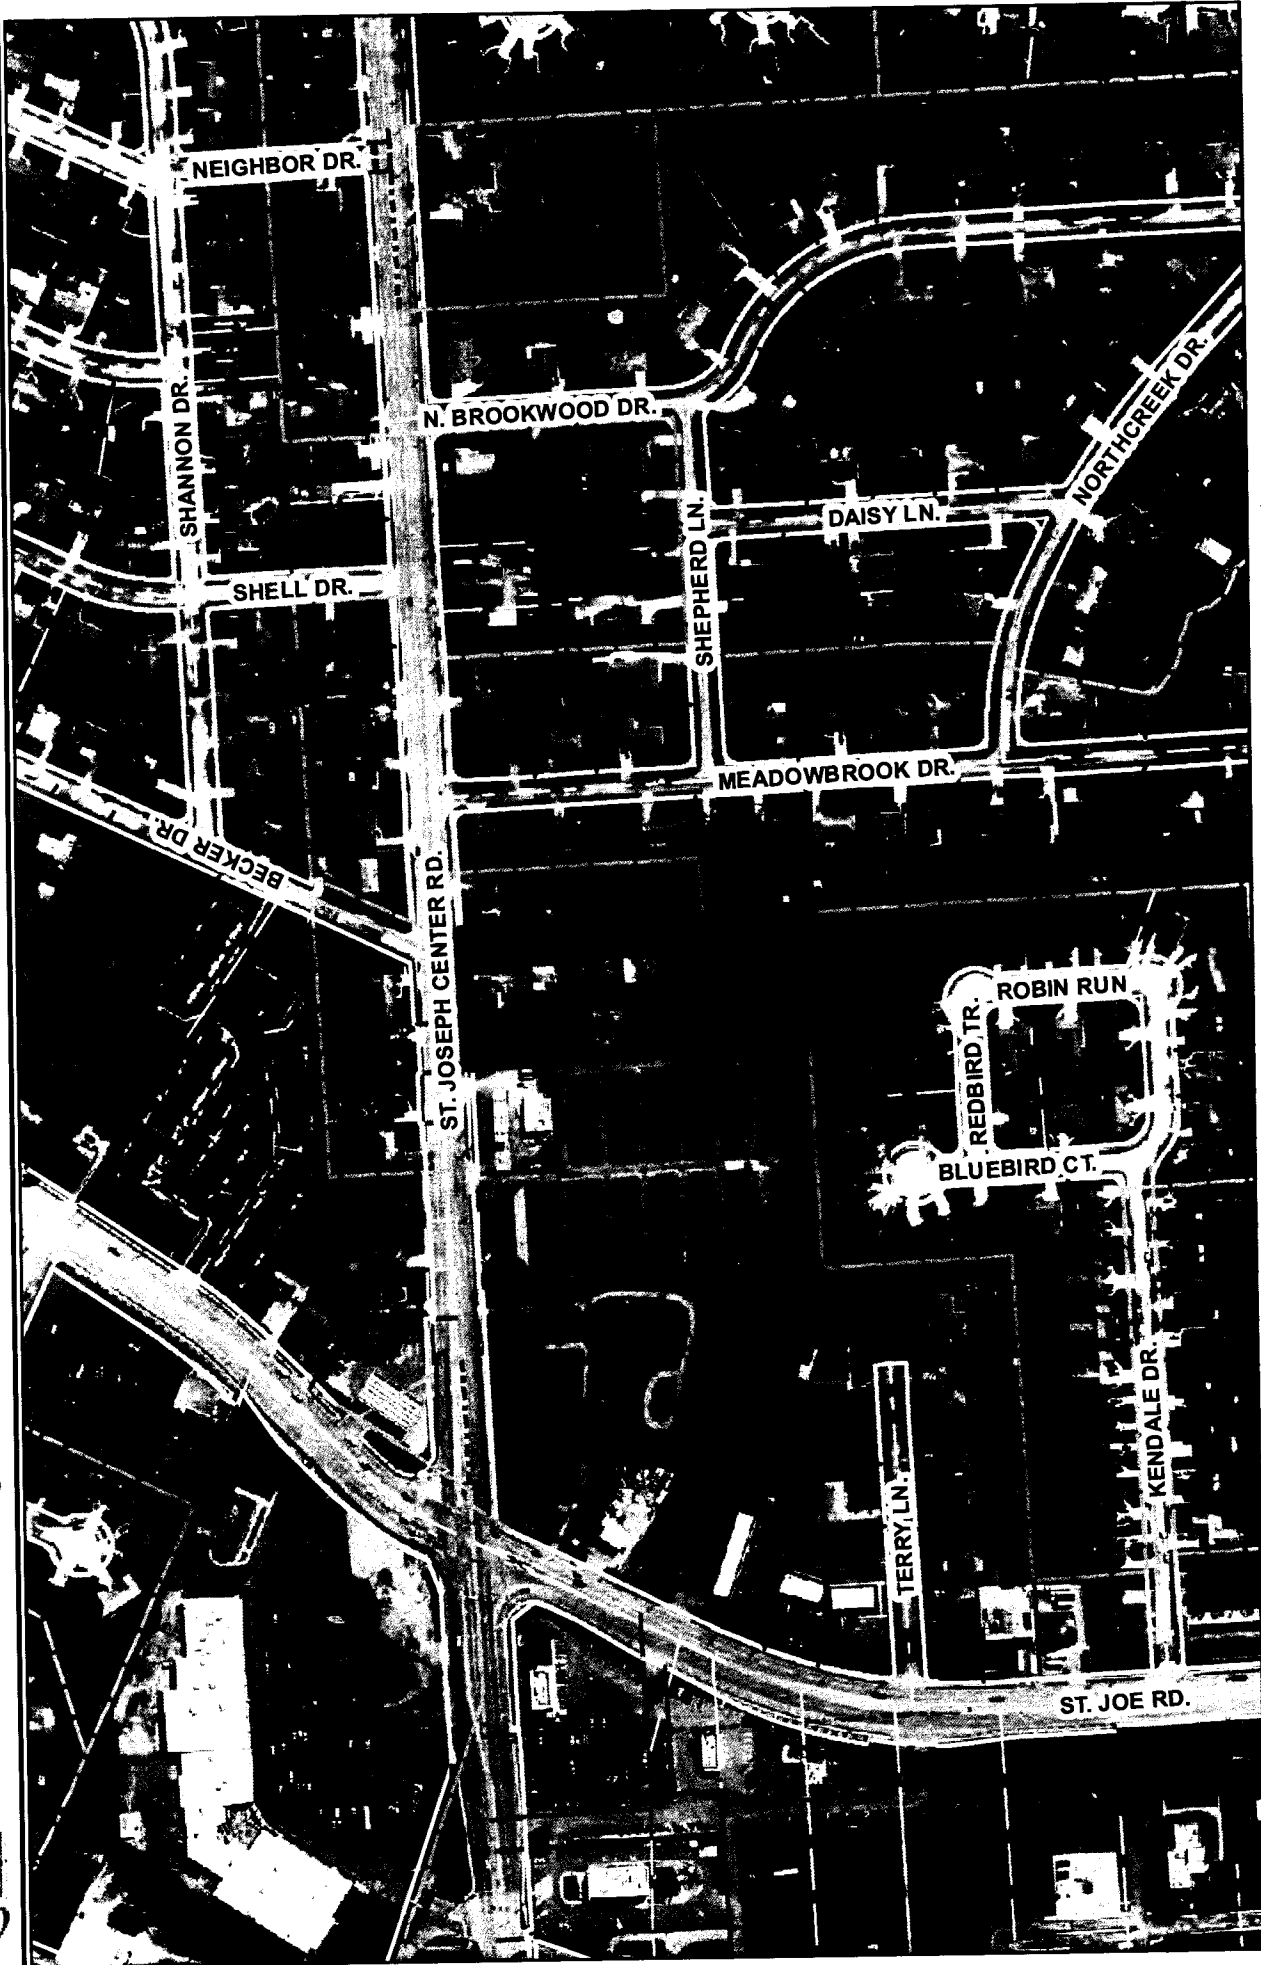 NEIGHBOR DR.
SHANNON DR.
N. BROOKWOOD DR.
NORTHCREEK DR.
DAISY LN.
SHEPHERD LN.
SHELL DR.
MEADOWBROOK DR.
BECKER DR.
ST. JOSEPH CENTER RD.
ROBIN RUN
REDBIRD TR.
BLUEBIRD CT.
KENDALE DR.
TERRY LN.
ST. JOE RD.